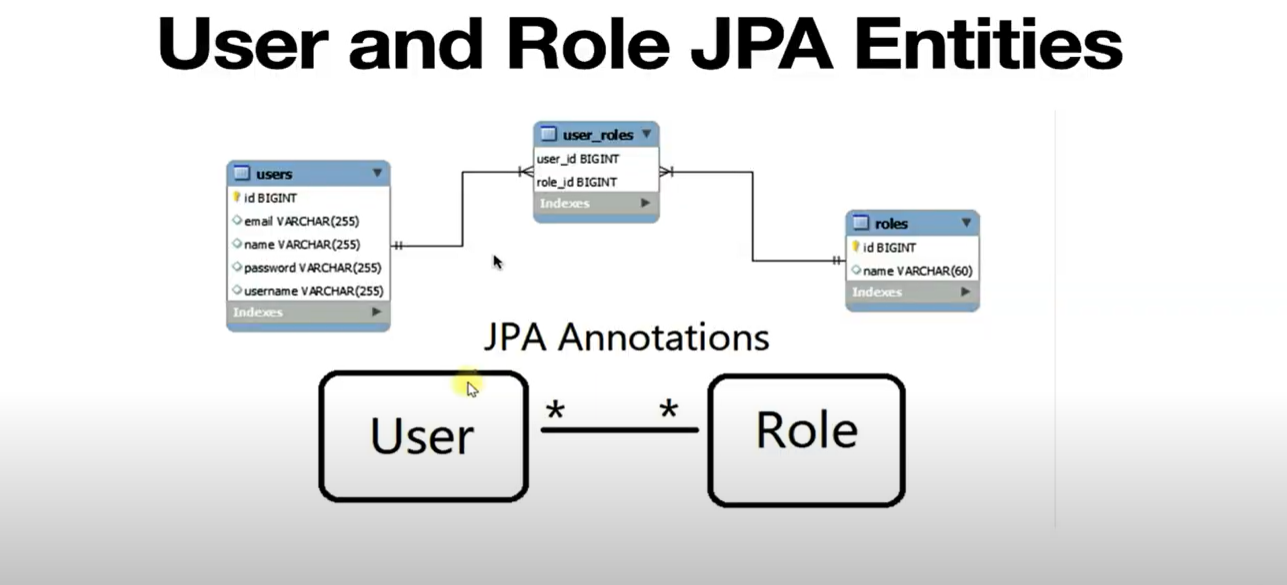 User and Role JPA Entities
user_roles
user_id BIGINT
role_id BIGINT
Indexes
users
id BIGINT
email VARCHAR(255)
name VARCHAR(255)
password VARCHAR(255)
username VARCHAR(255)
Indexes
roles
id BIGINT
name VARCHAR(60)
Indexes
JPA Annotations
User
* *
Role